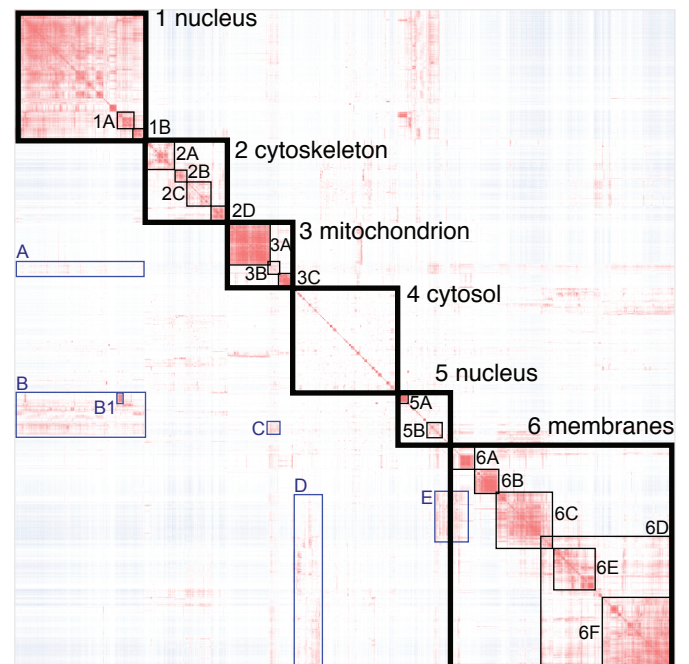 1 nucleus
1A
1B
2A
2 cytoskeleton
2B
2C
2D
3 mitochondrion
3A
A
3B
3C
4 cytosol
5 nucleus
B
5A
B1
C
5B
6 membranes
6A
6B
D
E
6C
6D
6E
6F